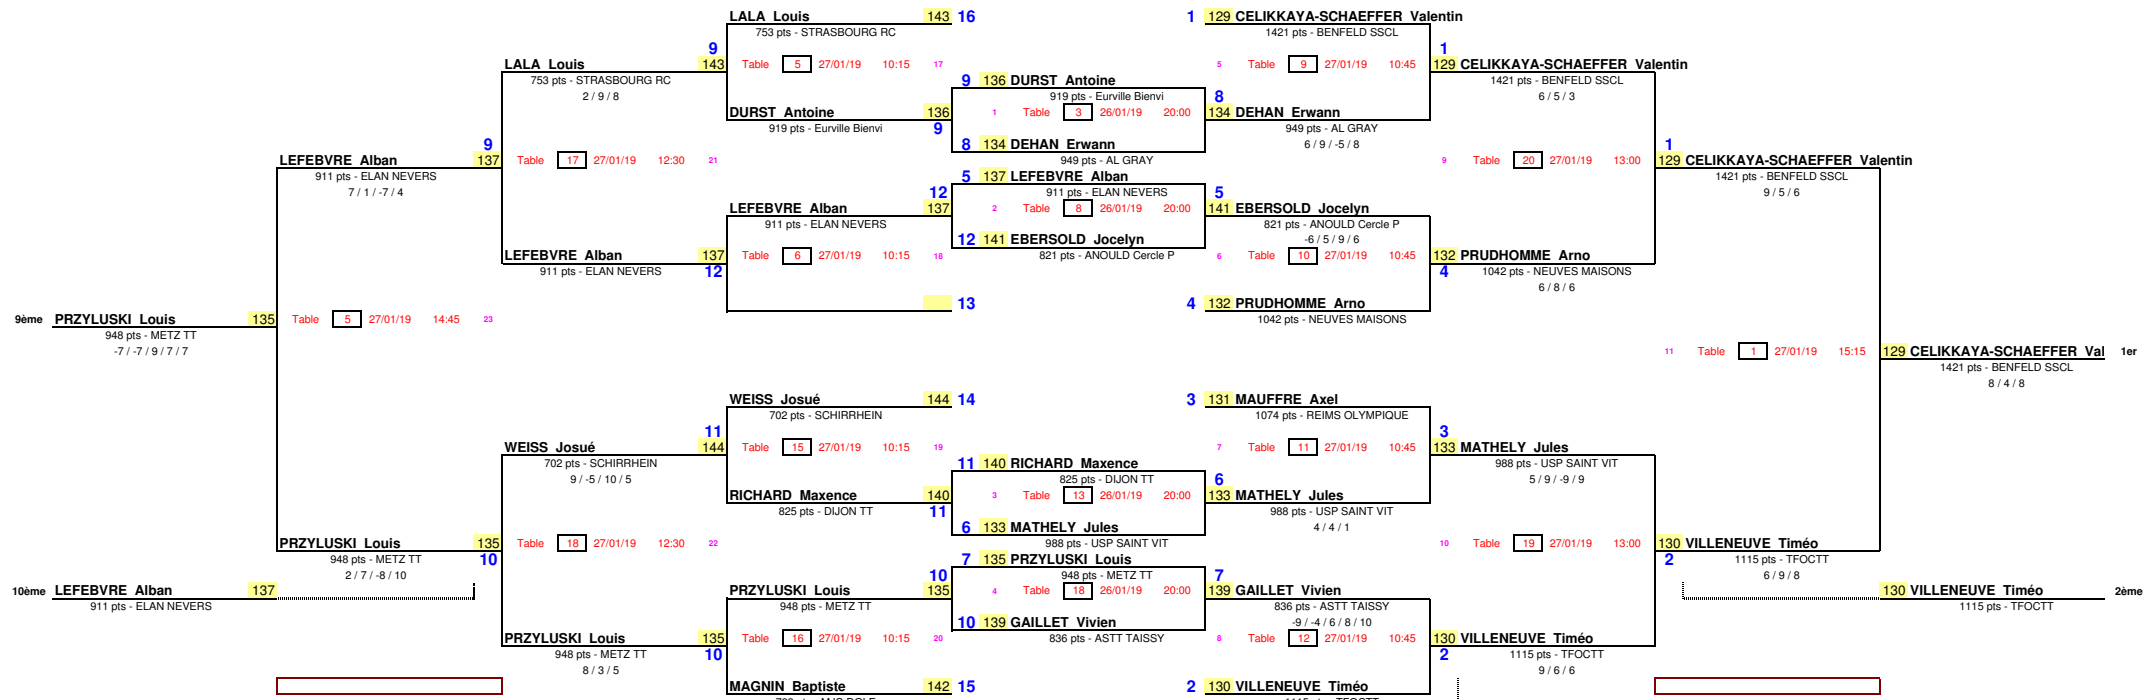 LALA Louis 143 16
753 pts - STRASBOURG RC
1 129 CELIKKAYA-SCHAEFFER Valentin
1421 pts - BENFELD SSCL
9
LALA Louis 143
753 pts - STRASBOURG RC
2 / 9 / 8
Table 5 27/01/19 10:15 17
5 Table 9 27/01/19 10:45
1
129 CELIKKAYA-SCHAEFFER Valentin
1421 pts - BENFELD SSCL
6 / 5 / 3
9 136 DURST Antoine
919 pts - Eurville Bienvi
DURST Antoine 136
919 pts - Eurville Bienvi
9
1 Table 3 26/01/19 20:00
8
134 DEHAN Erwann
949 pts - AL GRAY
6 / 9 / -5 / 8
8 134 DEHAN Erwann
949 pts - AL GRAY
9
LEFEBVRE Alban 137
911 pts - ELAN NEVERS
7 / 1 / -7 / 4
Table 17 27/01/19 12:30 21
9 Table 20 27/01/19 13:00
1
129 CELIKKAYA-SCHAEFFER Valentin
1421 pts - BENFELD SSCL
9 / 5 / 6
5 137 LEFEBVRE Alban
911 pts - ELAN NEVERS
12
LEFEBVRE Alban 137
911 pts - ELAN NEVERS
2 Table 8 26/01/19 20:00
5
141 EBERSOLD Jocelyn
821 pts - ANOULD Cercle P
-6 / 5 / 9 / 6
12 141 EBERSOLD Jocelyn
821 pts - ANOULD Cercle P
LEFEBVRE Alban 137
911 pts - ELAN NEVERS
12
Table 6 27/01/19 10:15 18
6 Table 10 27/01/19 10:45
132 PRUDHOMME Arno
4
1042 pts - NEUVES MAISONS
6 / 8 / 6
13
4 132 PRUDHOMME Arno
1042 pts - NEUVES MAISONS
9ème PRZYLUSKI Louis 135
948 pts - METZ TT
-7 / -7 / 9 / 7 / 7
Table 5 27/01/19 14:45 23
11 Table 1 27/01/19 15:15
129 CELIKKAYA-SCHAEFFER Val 1er
1421 pts - BENFELD SSCL
8 / 4 / 8
WEISS Josué 144 14
702 pts - SCHIRRHEIN
3 131 MAUFFRE Axel
1074 pts - REIMS OLYMPIQUE
11
WEISS Josué 144
702 pts - SCHIRRHEIN
9 / -5 / 10 / 5
Table 15 27/01/19 10:15 19
7 Table 11 27/01/19 10:45
3
133 MATHELY Jules
988 pts - USP SAINT VIT
5 / 9 / -9 / 9
11 140 RICHARD Maxence
825 pts - DIJON TT
RICHARD Maxence 140
825 pts - DIJON TT
11
3 Table 13 26/01/19 20:00
6
133 MATHELY Jules
988 pts - USP SAINT VIT
4 / 4 / 1
6 133 MATHELY Jules
988 pts - USP SAINT VIT
PRZYLUSKI Louis 135
948 pts - METZ TT
10
2 / 7 / -8 / 10
Table 18 27/01/19 12:30 22
10 Table 19 27/01/19 13:00
130 VILLENEUVE Timéo
2
1115 pts - TFOCTT
6 / 9 / 8
7 135 PRZYLUSKI Louis
948 pts - METZ TT
10
PRZYLUSKI Louis 135
948 pts - METZ TT
4 Table 18 26/01/19 20:00
7
139 GAILLET Vivien
836 pts - ASTT TAISSY
-9 / -4 / 6 / 8 / 10
10ème LEFEBVRE Alban 137
911 pts - ELAN NEVERS
130 VILLENEUVE Timéo 2ème
1115 pts - TFOCTT
10 139 GAILLET Vivien
836 pts - ASTT TAISSY
PRZYLUSKI Louis 135
948 pts - METZ TT
10
8 / 3 / 5
Table 16 27/01/19 10:15 20
8 Table 12 27/01/19 10:45
130 VILLENEUVE Timéo
2
1115 pts - TFOCTT
9 / 6 / 6
MAGNIN Baptiste 142 15
2 130 VILLENEUVE Timéo